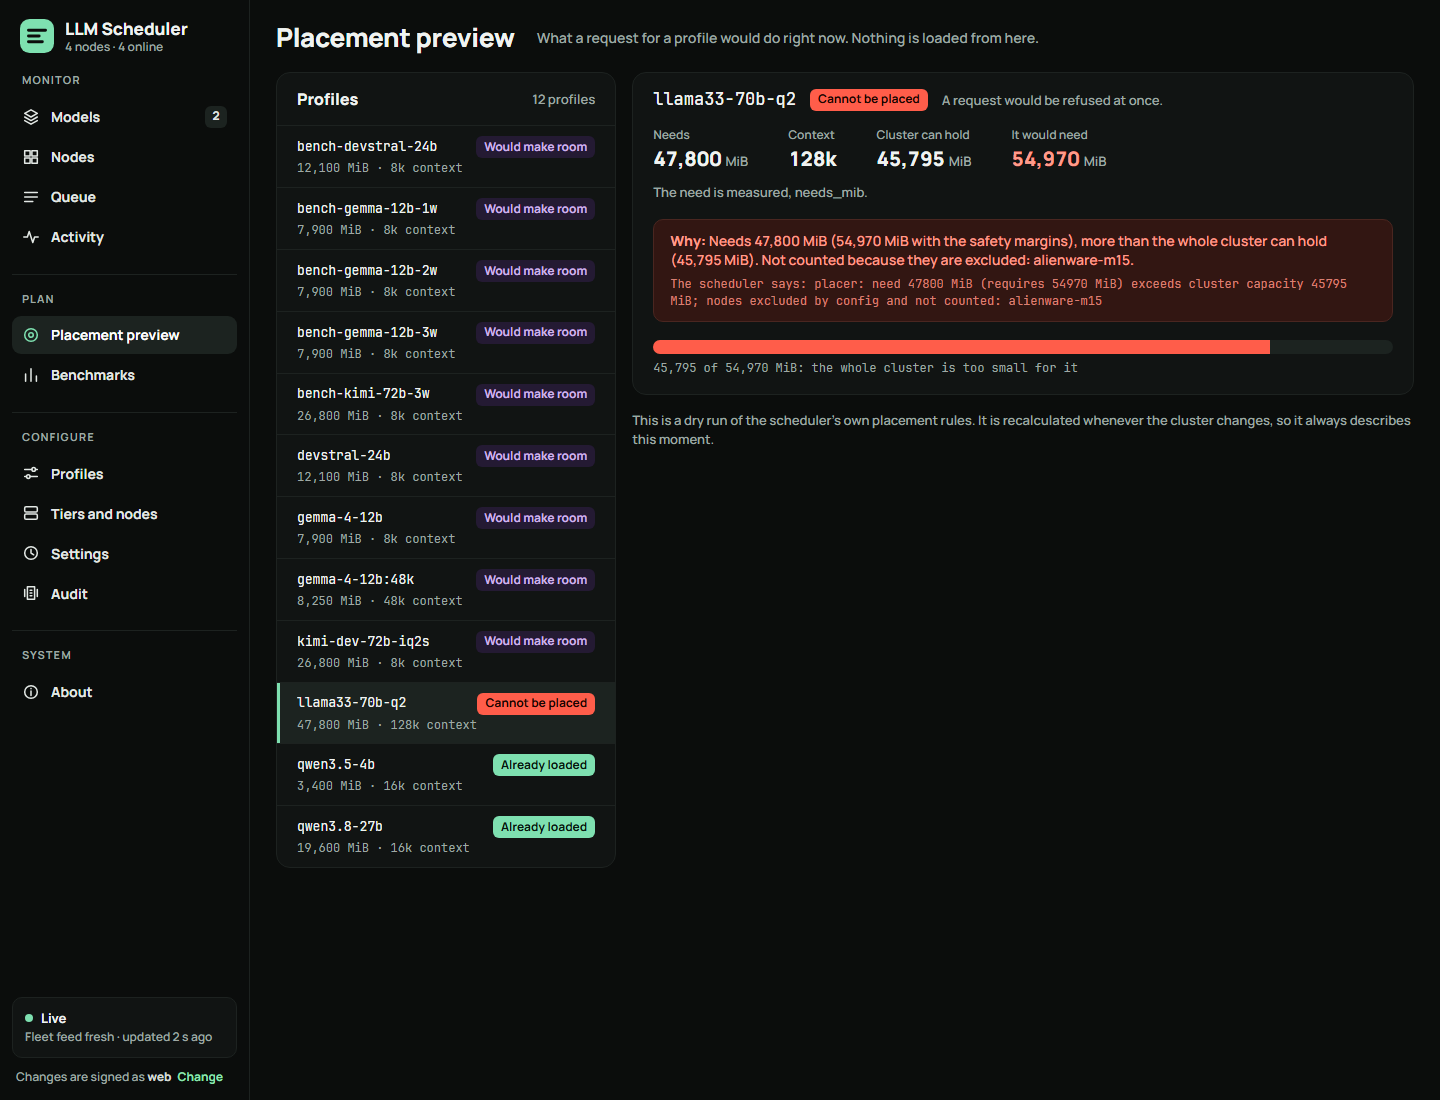 LLM Scheduler
4 nodes · 4 online
MONITOR
Models 2
Nodes
Queue
Activity
PLAN
Placement preview
Benchmarks
CONFIGURE
Profiles
Tiers and nodes
Settings
Audit
SYSTEM
About
Live
Fleet feed fresh · updated 2 s ago
Changes are signed as web Change
Placement preview What a request for a profile would do right now. Nothing is loaded from here.
Profiles 12 profiles
bench-devstral-24b Would make room
12,100 MiB · 8k context
bench-gemma-12b-1w Would make room
7,900 MiB · 8k context
bench-gemma-12b-2w Would make room
7,900 MiB · 8k context
bench-gemma-12b-3w Would make room
7,900 MiB · 8k context
bench-kimi-72b-3w Would make room
26,800 MiB · 8k context
devstral-24b Would make room
12,100 MiB · 8k context
gemma-4-12b Would make room
7,900 MiB · 8k context
gemma-4-12b:48k Would make room
8,250 MiB · 48k context
kimi-dev-72b-iq2s Would make room
26,800 MiB · 8k context
llama33-70b-q2 Cannot be placed
47,800 MiB · 128k context
qwen3.5-4b Already loaded
3,400 MiB · 16k context
qwen3.8-27b Already loaded
19,600 MiB · 16k context
llama33-70b-q2 Cannot be placed A request would be refused at once.
Needs Context Cluster can hold It would need
47,800 MiB 128k 45,795 MiB 54,970 MiB
The need is measured, needs_mib.
Why: Needs 47,800 MiB (54,970 MiB with the safety margins), more than the whole cluster can hold
(45,795 MiB). Not counted because they are excluded: alienware-m15.
The scheduler says: placer: need 47800 MiB (requires 54970 MiB) exceeds cluster capacity 45795
MiB; nodes excluded by config and not counted: alienware-m15
45,795 of 54,970 MiB: the whole cluster is too small for it
This is a dry run of the scheduler's own placement rules. It is recalculated whenever the cluster changes, so it always describes
this moment.